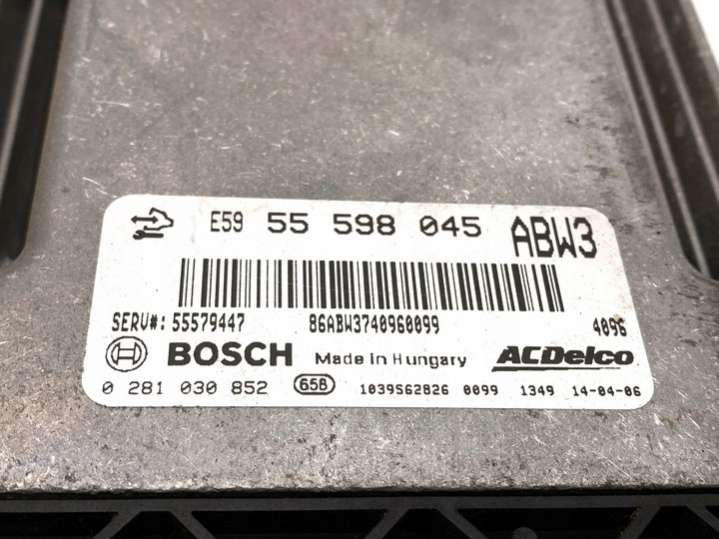 E59 55 598 045 ABW3
SERV#: 55579447 86ABW3740960099 4096
BOSCH Made in Hungary ACDelco
0 281 030 852 65B 1039S62826 0099 1349 14-04-06